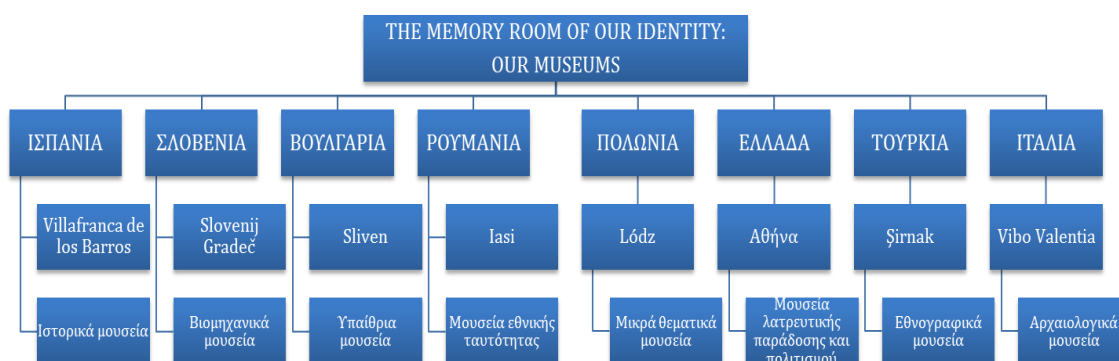 THE MEMORY ROOM OF OUR IDENTITY:
OUR MUSEUMS
ΙΣΠΑΝΙΑ
ΣΛΟΒΕΝΙΑ
ΒΟΥΛΓΑΡΙΑ
ΡΟΥΜΑΝΙΑ
ΠΟΛΩΝΙΑ
ΕΛΛΑΔΑ
ΤΟΥΡΚΙΑ
ΙΤΑΛΙΑ
Villafranca de
los Barros
Slovenij
Gradeč
Sliven
Iasi
Lódz
Αθήνα
Şirnak
Vibo Valentia
Ιστορικά μουσεία
Βιομηχανικά
μουσεία
Υπαίθρια
μουσεία
Μουσεία εθνικής
ταυτότητας
Μικρά θεματικά
μουσεία
Μουσεία
λατρευτικής
παράδοσης και
πολιτισμού
Εθνογραφικά
μουσεία
Αρχαιολογικά
μουσεία